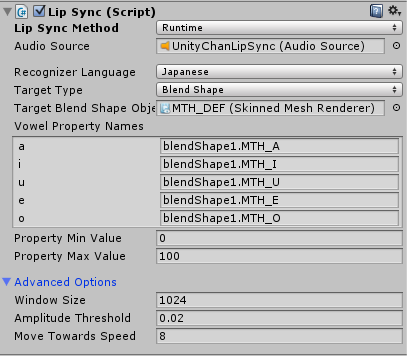 Lip Sync (Script)
Lip Sync Method Runtime
Audio Source UnityChanLipSync (Audio Source)
Recognizer Language Japanese
Target Type Blend Shape
Target Blend Shape Obje MTH_DEF (Skinned Mesh Renderer)
Vowel Property Names
a blendShape1.MTH_A
i blendShape1.MTH_I
u blendShape1.MTH_U
e blendShape1.MTH_E
o blendShape1.MTH_O
Property Min Value 0
Property Max Value 100
Advanced Options
Window Size 1024
Amplitude Threshold 0.02
Move Towards Speed 8